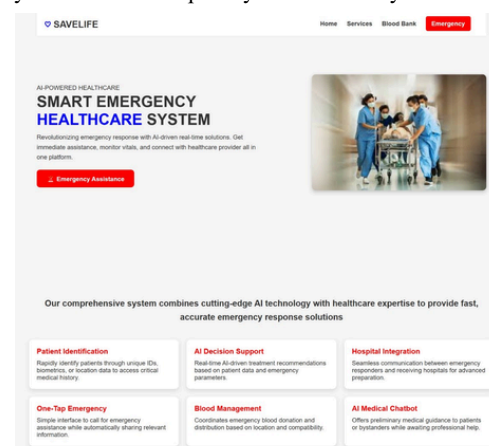 SAVELIFE
Home Services Blood Bank Emergency
AI-POWERED HEALTHCARE
SMART EMERGENCY
HEALTHCARE SYSTEM
Revolutionizing emergency response with AI-driven real-time solutions. Get
immediate assistance, monitor vitals, and connect with healthcare provider all in
one platform.
Emergency Assistance
Our comprehensive system combines cutting-edge AI technology with healthcare expertise to provide fast,
accurate emergency response solutions
Patient Identification
Rapidly identify patients through unique IDs,
biometrics, or location data to access critical
medical history.
AI Decision Support
Real-time AI-driven treatment recommendations
based on patient data and emergency
parameters.
Hospital Integration
Seamless communication between emergency
responders and receiving hospitals for advanced
preparation.
One-Tap Emergency
Simple interface to call for emergency
assistance while automatically sharing relevant
information.
Blood Management
Coordinates emergency blood donation and
distribution based on location and compatibility.
AI Medical Chatbot
Offers preliminary medical guidance to patients
or bystanders while awaiting professional help.